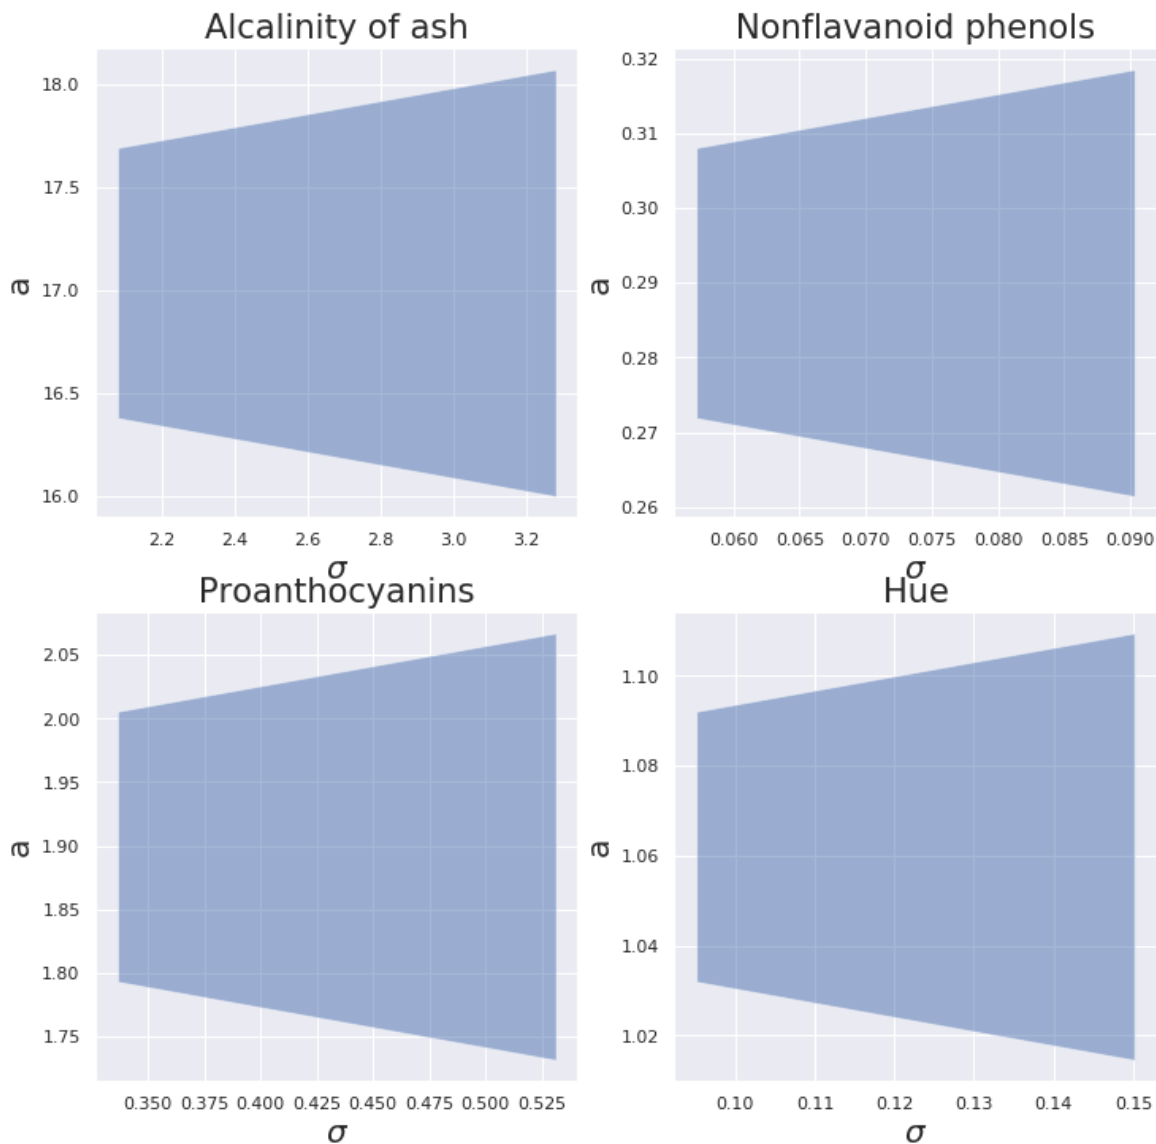 Alcalinity of ash
18.0
17.5
17.0
16.5
16.0
a
2.2 2.4 2.6 2.8 3.0 3.2
σ
Nonflavanoid phenols
0.32
0.31
0.30
0.29
0.28
0.27
0.26
a
0.060 0.065 0.070 0.075 0.080 0.085 0.090
σ
Proanthocyanins
2.05
2.00
1.95
1.90
1.85
1.80
1.75
a
0.350 0.375 0.400 0.425 0.450 0.475 0.500 0.525
σ
Hue
1.10
1.08
1.06
1.04
1.02
a
0.10 0.11 0.12 0.13 0.14 0.15
σ